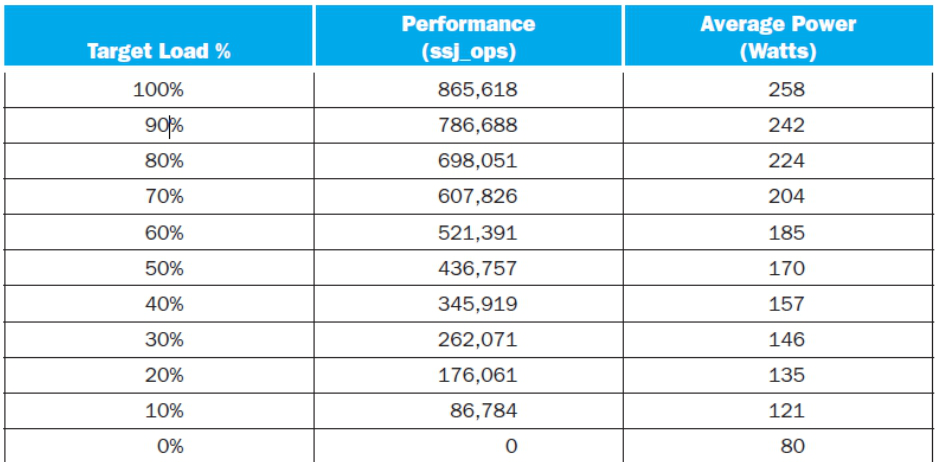 Target Load % Performance (ssj_ops) Average Power (Watts)
100% 865,618 258
90% 786,688 242
80% 698,051 224
70% 607,826 204
60% 521,391 185
50% 436,757 170
40% 345,919 157
30% 262,071 146
20% 176,061 135
10% 86,784 121
0% 0 80